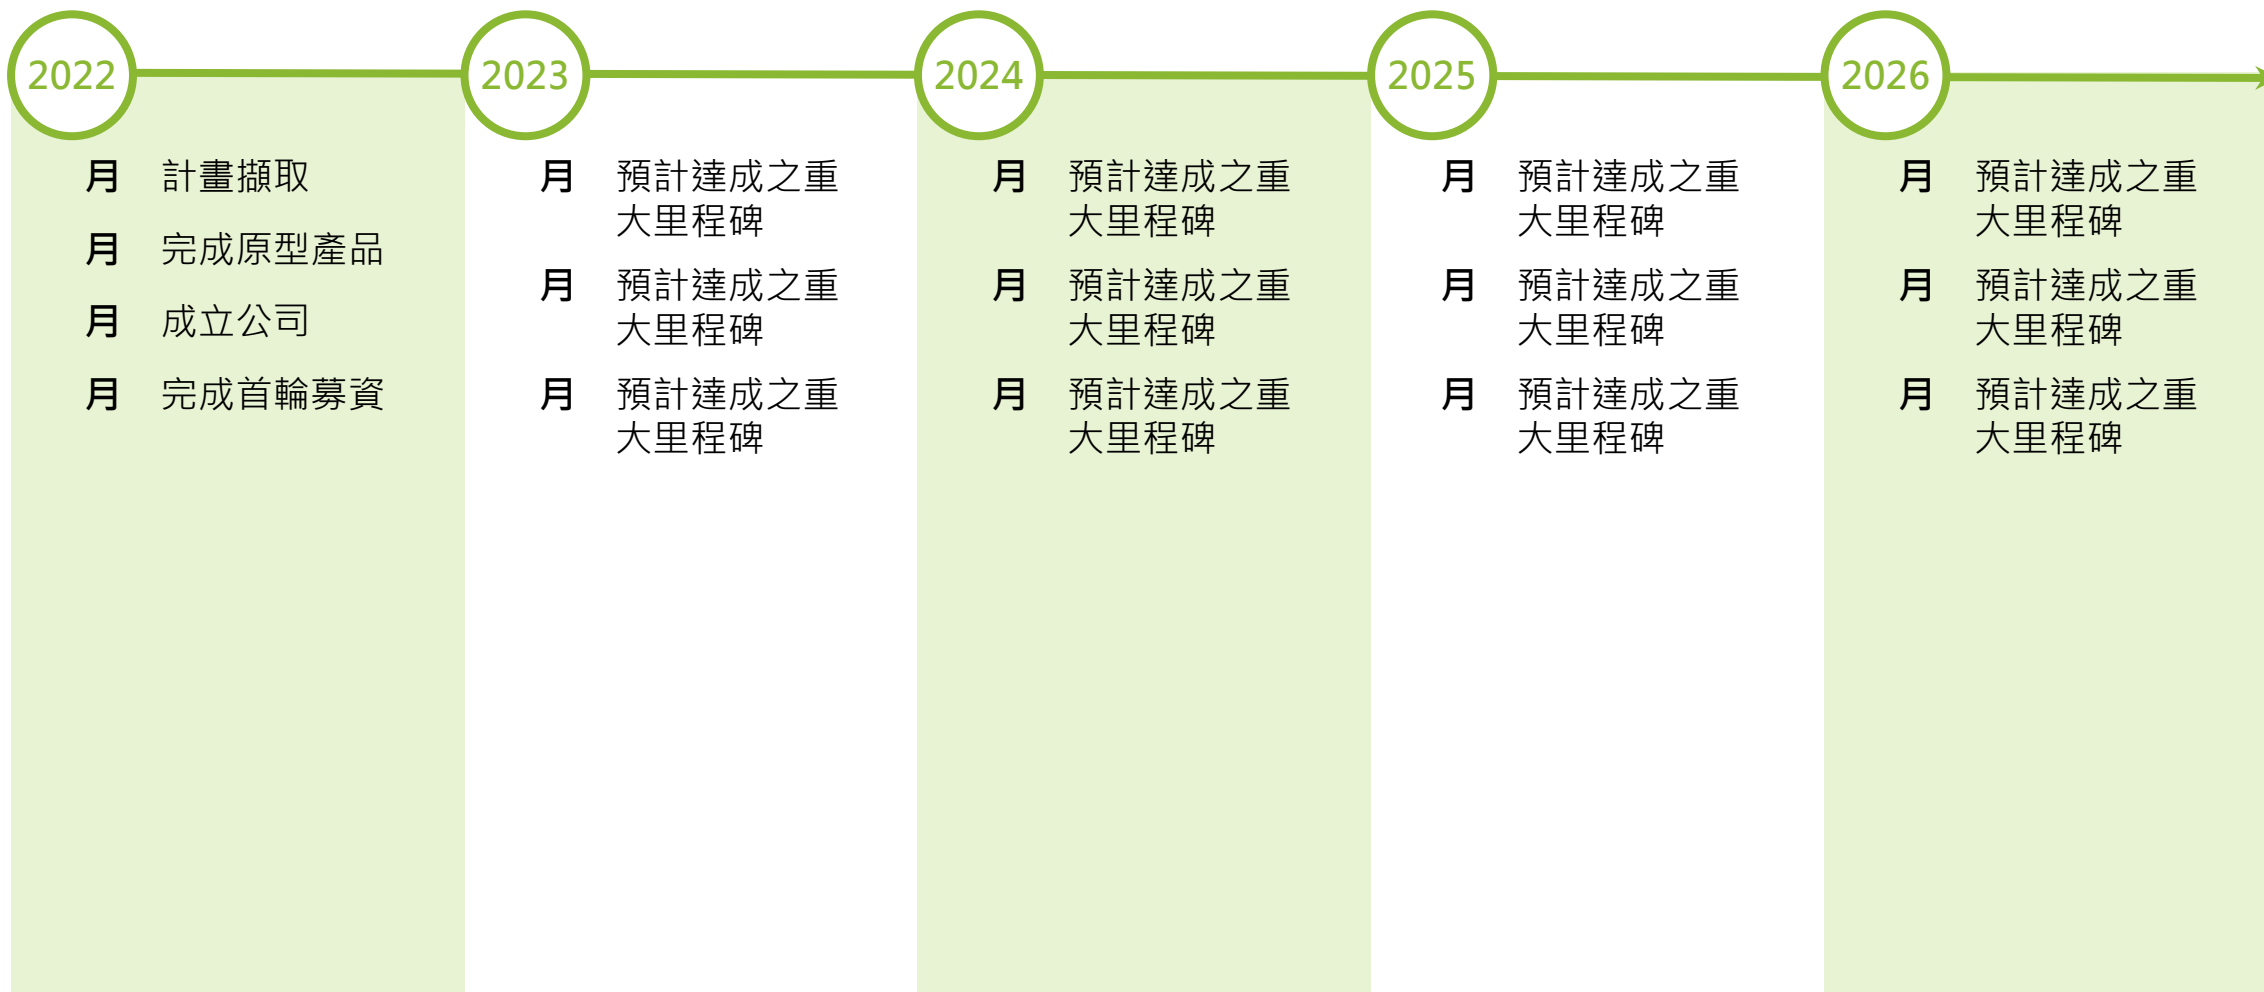 2022
月 計畫擷取
月 完成原型產品
月 成立公司
月 完成首輪募資
2023
月 預計達成之重
大里程碑
月 預計達成之重
大里程碑
月 預計達成之重
大里程碑
2024
月 預計達成之重
大里程碑
月 預計達成之重
大里程碑
月 預計達成之重
大里程碑
2025
月 預計達成之重
大里程碑
月 預計達成之重
大里程碑
月 預計達成之重
大里程碑
2026
月 預計達成之重
大里程碑
月 預計達成之重
大里程碑
月 預計達成之重
大里程碑